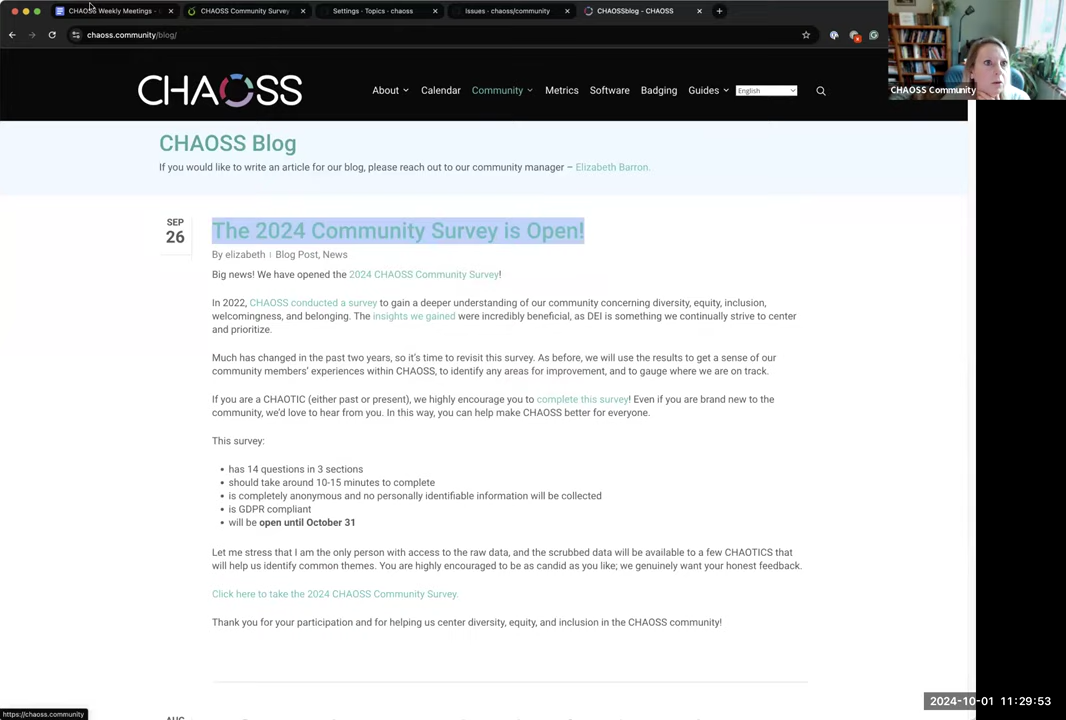 CHAOSS Weekly Meetings -
CHAOSS Community Survey
Settings · Topics · chaoss
Issues · chaoss/community
CHAOSSblog - CHAOSS
chaoss.community/blog/
CHAOSS
About
Calendar
Community
Metrics
Software
Badging
Guides
English
CHAOSS Community
CHAOSS Blog
If you would like to write an article for our blog, please reach out to our community manager – Elizabeth Barron.
SEP
26
The 2024 Community Survey is Open!
By elizabeth | Blog Post, News
Big news! We have opened the 2024 CHAOSS Community Survey!
In 2022, CHAOSS conducted a survey to gain a deeper understanding of our community concerning diversity, equity, inclusion,
welcomingness, and belonging. The insights we gained were incredibly beneficial, as DEI is something we continually strive to center
and prioritize.
Much has changed in the past two years, so it's time to revisit this survey. As before, we will use the results to get a sense of our
community members' experiences within CHAOSS, to identify any areas for improvement, and to gauge where we are on track.
If you are a CHAOTIC (either past or present), we highly encourage you to complete this survey! Even if you are brand new to the
community, we'd love to hear from you. In this way, you can help make CHAOSS better for everyone.
This survey:
• has 14 questions in 3 sections
• should take around 10-15 minutes to complete
• is completely anonymous and no personally identifiable information will be collected
• is GDPR compliant
• will be open until October 31
Let me stress that I am the only person with access to the raw data, and the scrubbed data will be available to a few CHAOTICS that
will help us identify common themes. You are highly encouraged to be as candid as you like; we genuinely want your honest feedback.
Click here to take the 2024 CHAOSS Community Survey.
Thank you for your participation and for helping us center diversity, equity, and inclusion in the CHAOSS community!
https://chaoss.community
2024-10-01 11:29:53